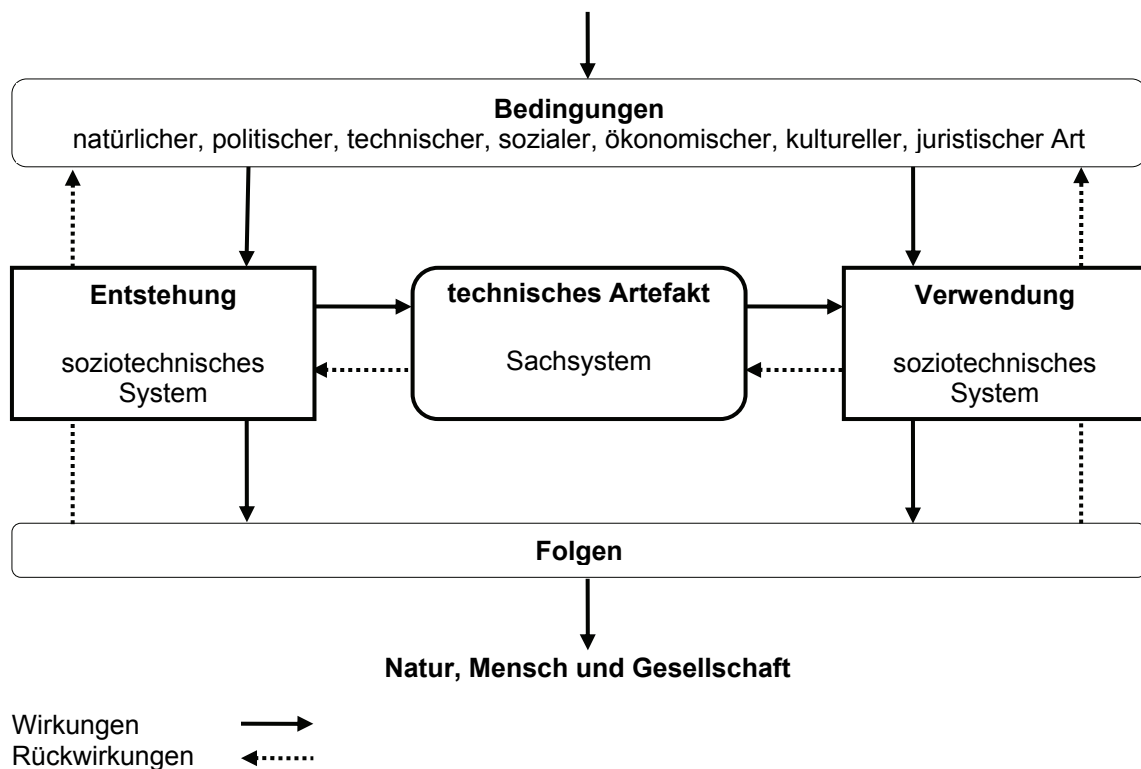 Bedingungen
natürlicher, politischer, technischer, sozialer, ökonomischer, kultureller, juristischer Art
Entstehung
soziotechnisches
System
technisches Artefakt
Sachsystem
Verwendung
soziotechnisches
System
Folgen
Natur, Mensch und Gesellschaft
Wirkungen
Rückwirkungen